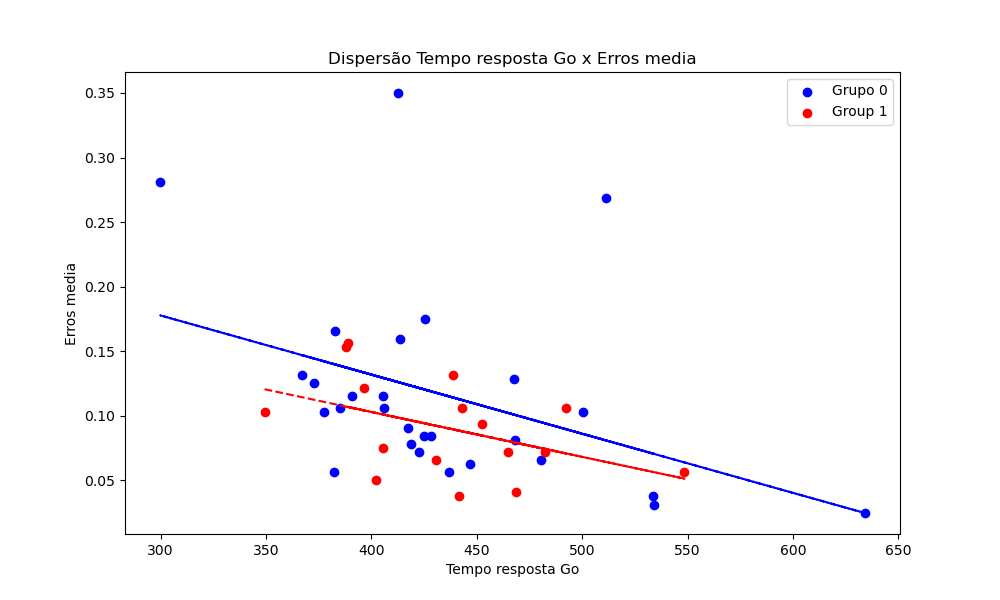 Dispersão Tempo resposta Go x Erros media
Grupo 0
Group 1
Erros media
0.35
0.30
0.25
0.20
0.15
0.10
0.05
300 350 400 450 500 550 600 650
Tempo resposta Go